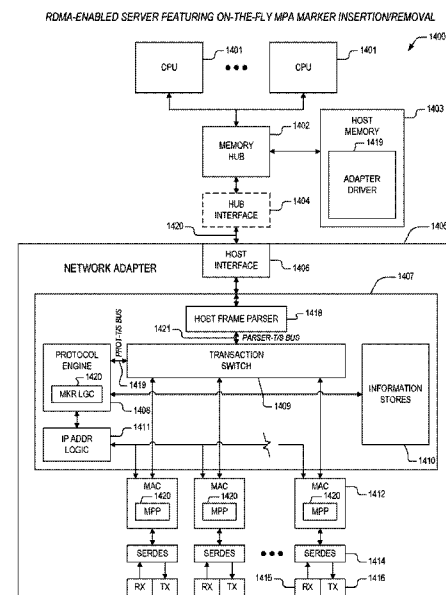 RDMA-ENABLED SERVER FEATURING ON-THE-FLY MPA MARKER INSERTION/REMOVAL
1400
1401
1401
CPU
•••
CPU
1403
1402
MEMORY HUB
HOST MEMORY
1419
ADAPTER DRIVER
1404
HUB INTERFACE
1420
1405
HOST INTERFACE
1406
NETWORK ADAPTER
1407
HOST FRAME PARSER
1418
1421
PARSER-T/S BUS
PROT-T/S BUS
PROTOCOL ENGINE
1420
MKR LGC
1419
TRANSACTION SWITCH
1409
INFORMATION STORES
1408
1411
IP ADDR LOGIC
1410
MAC
1420
MPP
MAC
1420
MPP
MAC
1420
MPP
1412
SERDES
SERDES
•••
SERDES
1414
RX TX
RX TX
1415
RX TX
1416